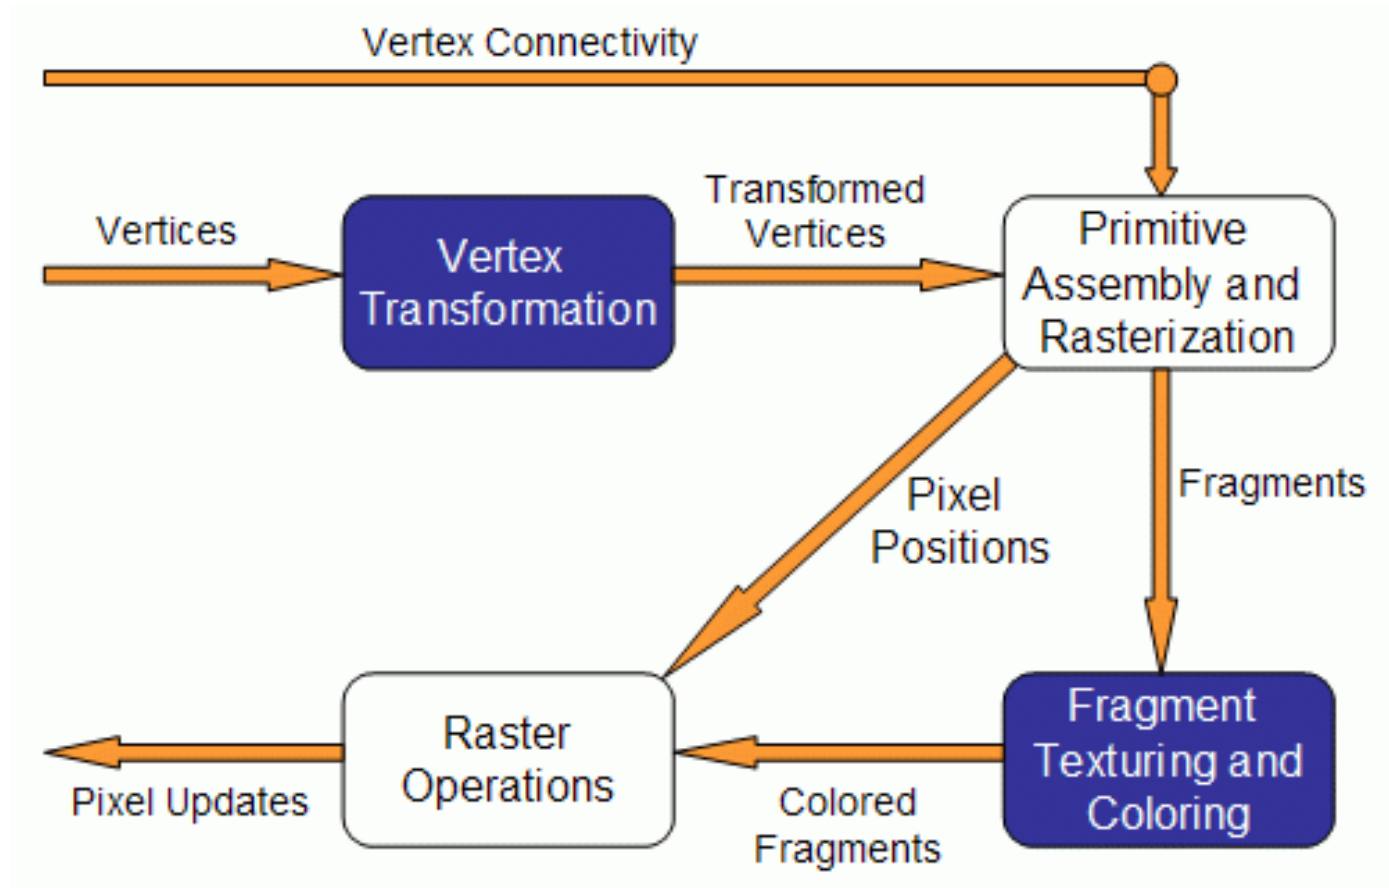 Vertex Connectivity
Vertices
Vertex
Transformation
Transformed
Vertices
Primitive
Assembly and
Rasterization
Pixel
Positions
Fragments
Fragment
Texturing and
Coloring
Colored
Fragments
Raster
Operations
Pixel Updates